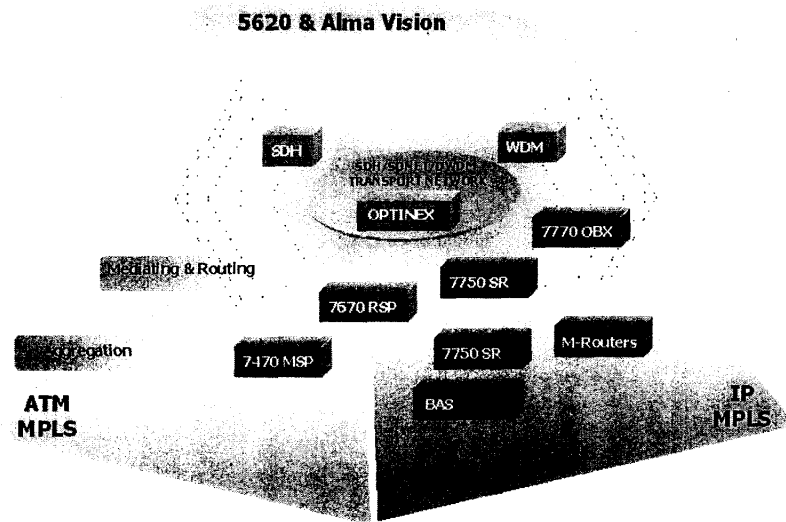 5620 & Alma Vision
SDH
WDM
SDH/SONET/DWDM
TRANSPORT NETWORK
OPTINEX
7770 OBX
Mediating & Routing
7750 SR
7670 RSP
M-Routers
7750 SR
Aggregation
7470 MSP
BAS
ATM
MPLS
IP
MPLS